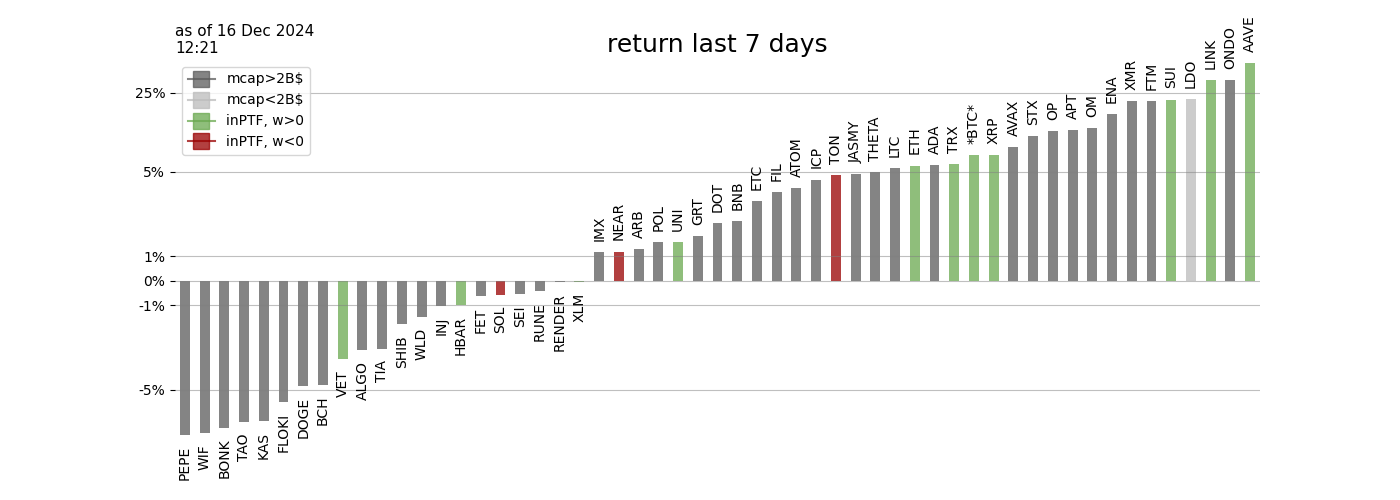 as of 16 Dec 2024
12:21
return last 7 days
mcap>2B$
mcap<2B$
inPTF, w>0
inPTF, w<0
25%
5%
1%
0%
-1%
-5%
PEPE
WIF
BONK
TAO
KAS
FLOKI
DOGE
BCH
VET
ALGO
TIA
SHIB
WLD
INJ
HBAR
FET
SOL
SEI
RUNE
RENDER
XLM
IMX
NEAR
ARB
POL
UNI
GRT
DOT
BNB
ETC
FIL
ATOM
ICP
TON
JASMY
THETA
LTC
ETH
ADA
TRX
*BTC*
XRP
AVAX
STX
OP
APT
OM
ENA
XMR
FTM
SUI
LDO
LINK
ONDO
AAVE